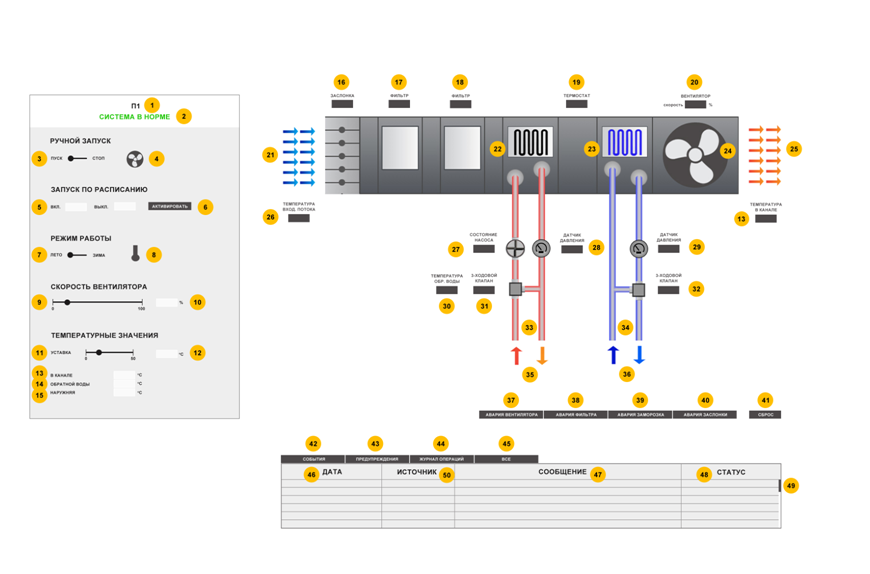 П1 1
СИСТЕМА В НОРМЕ 2
РУЧНОЙ ЗАПУСК
3 ПУСК СТОП 4
ЗАПУСК ПО РАСПИСАНИЮ
5 ВКЛ. ВЫКЛ. АКТИВИРОВАТЬ 6
РЕЖИМ РАБОТЫ
7 ЛЕТО ЗИМА 8
СКОРОСТЬ ВЕНТИЛЯТОРА
9 0 100 % 10
ТЕМПЕРАТУРНЫЕ ЗНАЧЕНИЯ
11 УСТАВКА 0 50 °C 12
13 В КАНАЛЕ °C
14 ОБРАТНОЙ ВОДЫ °C
15 НАРУЖНЯЯ °C
16 17 18 19 20
ЗАСЛОНКА ФИЛЬТР ФИЛЬТР ТЕРМОСТАТ ВЕНТИЛЯТОР
скорость %
21 22 23 24 25
ТЕМПЕРАТУРА
ВХОД. ПОТОКА
26
ТЕМПЕРАТУРА
В КАНАЛЕ
13
27 СОСТОЯНИЕ
НАСОСА
ДАТЧИК
ДАВЛЕНИЯ
28
ДАТЧИК
ДАВЛЕНИЯ
29
ТЕМПЕРАТУРА
ОБР. ВОДЫ
30
3-ХОДОВОЙ
КЛАПАН
31
3-ХОДОВОЙ
КЛАПАН
32
33 34
35 36
37 38 39 40 41
АВАРИЯ ВЕНТИЛЯТОРА АВАРИЯ ФИЛЬТРА АВАРИЯ ЗАМОРОЗКА АВАРИЯ ЗАСЛОНКИ СБРОС
42 43 44 45
СОБЫТИЯ ПРЕДУПРЕЖДЕНИЯ ЖУРНАЛ ОПЕРАЦИЙ ВСЕ
46 ДАТА ИСТОЧНИК 50 СООБЩЕНИЕ 47 48 СТАТУС
49